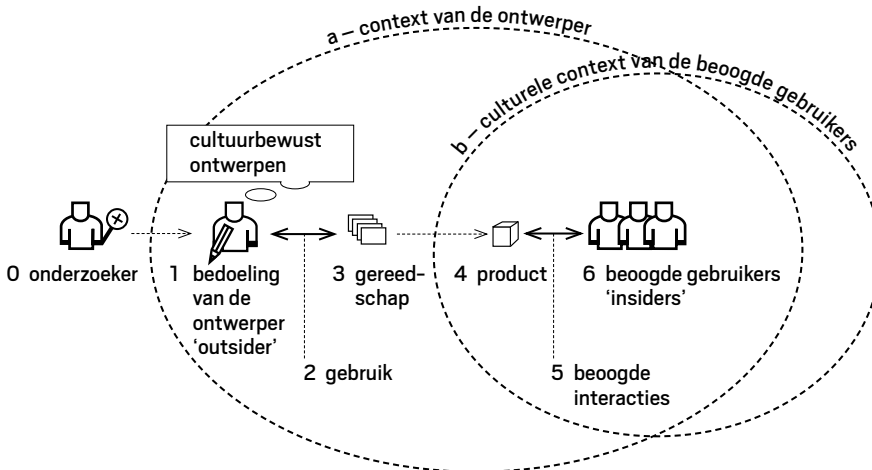 a – context van de ontwerper
b – culturele context van de beoogde gebruikers
cultuurbewust
ontwerpen
0 onderzoeker
1 bedoeling
van de
ontwerper
‘outsider’
2 gebruik
3 gereed-
schap
4 product
5 beoogde
interacties
6 beoogde gebruikers
‘insiders’